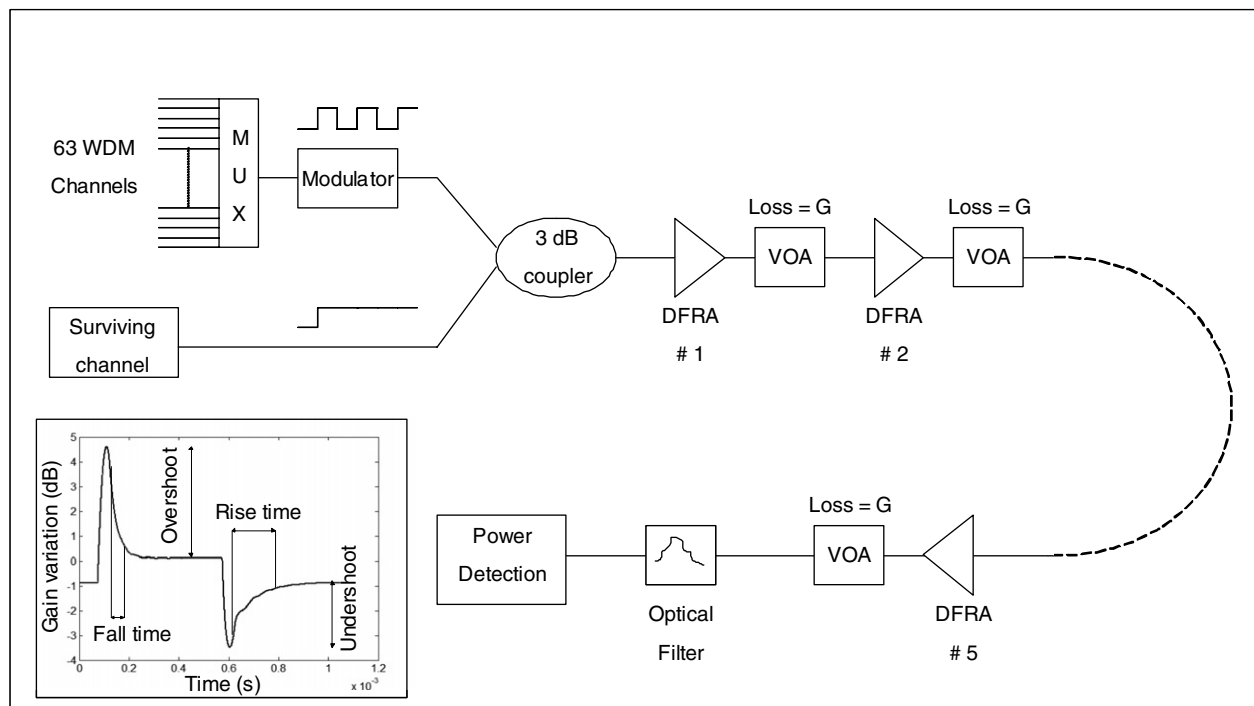 63 WDM
Channels
M
U
X
Modulator
3 dB
coupler
Loss = G
VOA
Loss = G
VOA
DFRA
# 1
DFRA
# 2
Surviving
channel
Gain variation (dB)
5
4
3
2
1
0
-1
-2
-3
-4
Overshoot
Rise time
Fall time
Undershoot
0
0.2
0.4
0.6
0.8
1
1.2
Time (s)
x 10⁻³
Power
Detection
Optical
Filter
Loss = G
VOA
DFRA
# 5